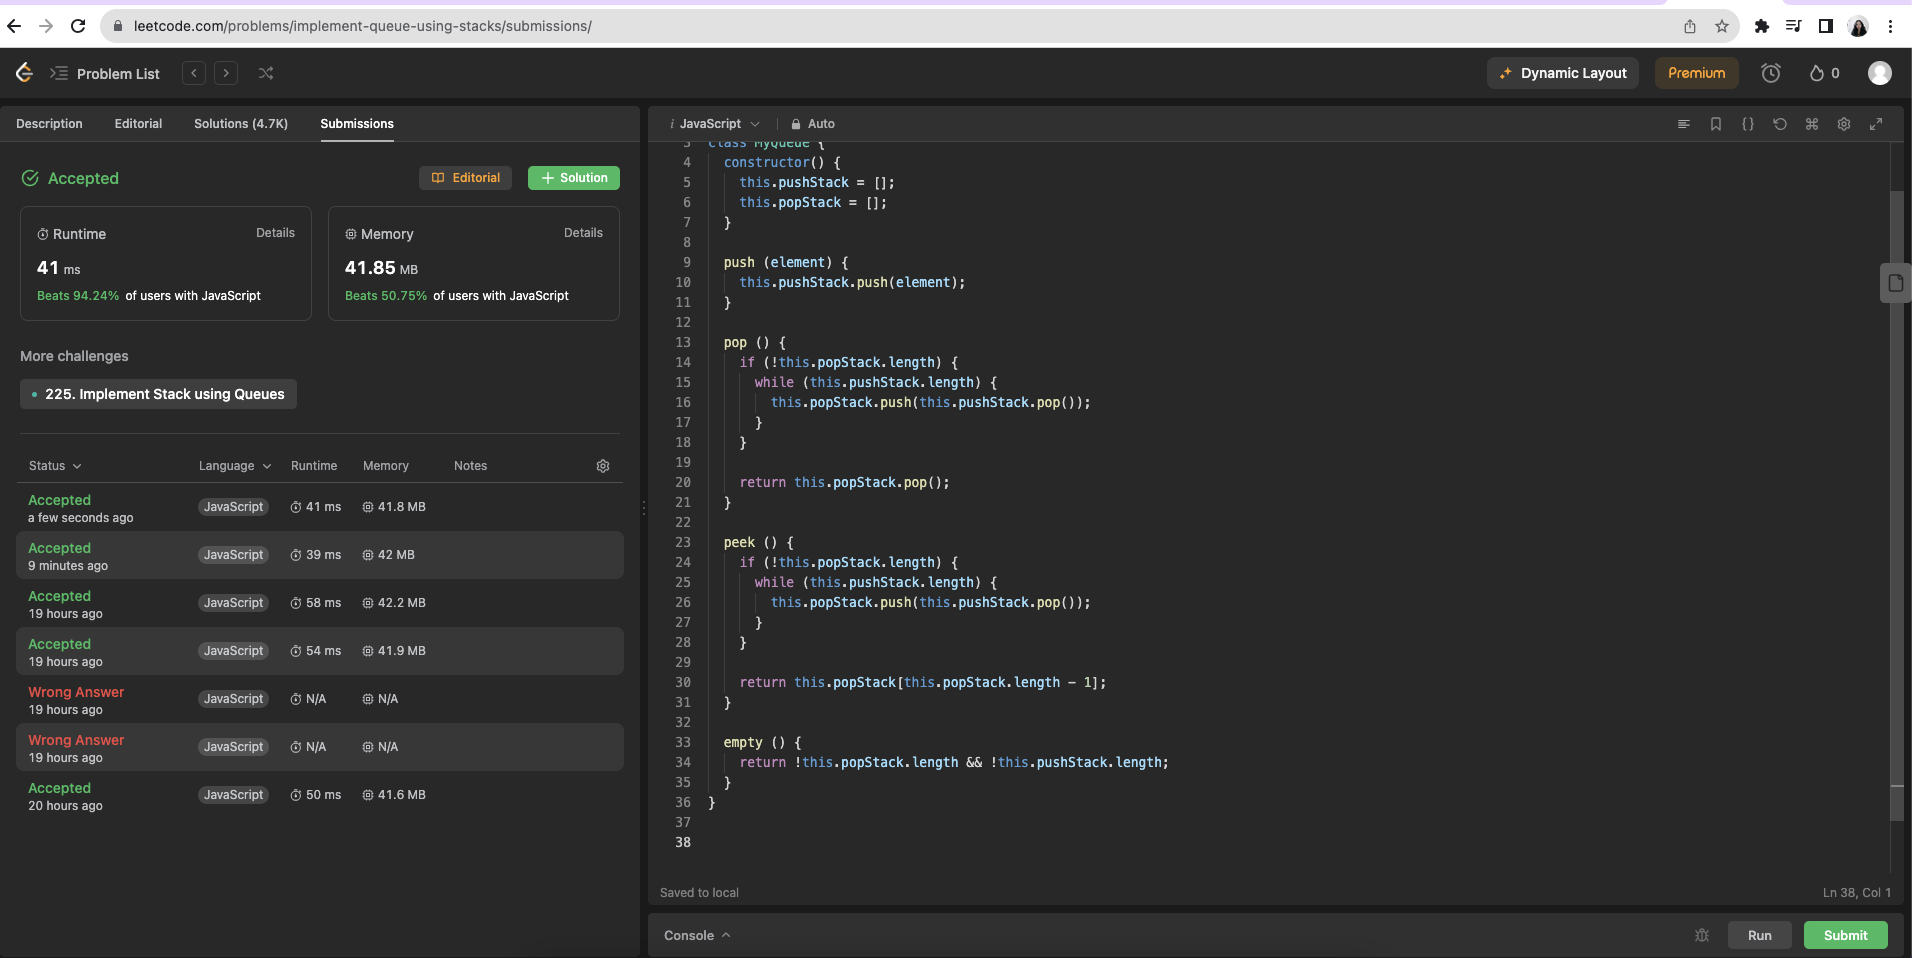 leetcode.com/problems/implement-queue-using-stacks/submissions/
Problem List
Dynamic Layout
Premium
0
Description Editorial Solutions (4.7K) Submissions
Accepted
Editorial
Solution
Runtime Details
41 ms
Beats 94.24% of users with JavaScript
Memory Details
41.85 MB
Beats 50.75% of users with JavaScript
More challenges
225. Implement Stack using Queues
Status Language Runtime Memory Notes
Accepted
a few seconds ago
JavaScript 41 ms 41.8 MB
Accepted
9 minutes ago
JavaScript 39 ms 42 MB
Accepted
19 hours ago
JavaScript 58 ms 42.2 MB
Accepted
19 hours ago
JavaScript 54 ms 41.9 MB
Wrong Answer
19 hours ago
JavaScript N/A N/A
Wrong Answer
19 hours ago
JavaScript N/A N/A
Accepted
20 hours ago
JavaScript 50 ms 41.6 MB
i JavaScript Auto
3 class MyQueue {
4 constructor() {
5 this.pushStack = [];
6 this.popStack = [];
7 }
8
9 push (element) {
10 this.pushStack.push(element);
11 }
12
13 pop () {
14 if (!this.popStack.length) {
15 while (this.pushStack.length) {
16 this.popStack.push(this.pushStack.pop());
17 }
18 }
19
20 return this.popStack.pop();
21 }
22
23 peek () {
24 if (!this.popStack.length) {
25 while (this.pushStack.length) {
26 this.popStack.push(this.pushStack.pop());
27 }
28 }
29
30 return this.popStack[this.popStack.length - 1];
31 }
32
33 empty () {
34 return !this.popStack.length && !this.pushStack.length;
35 }
36 }
37
38
Saved to local
Ln 38, Col 1
Console
Run
Submit